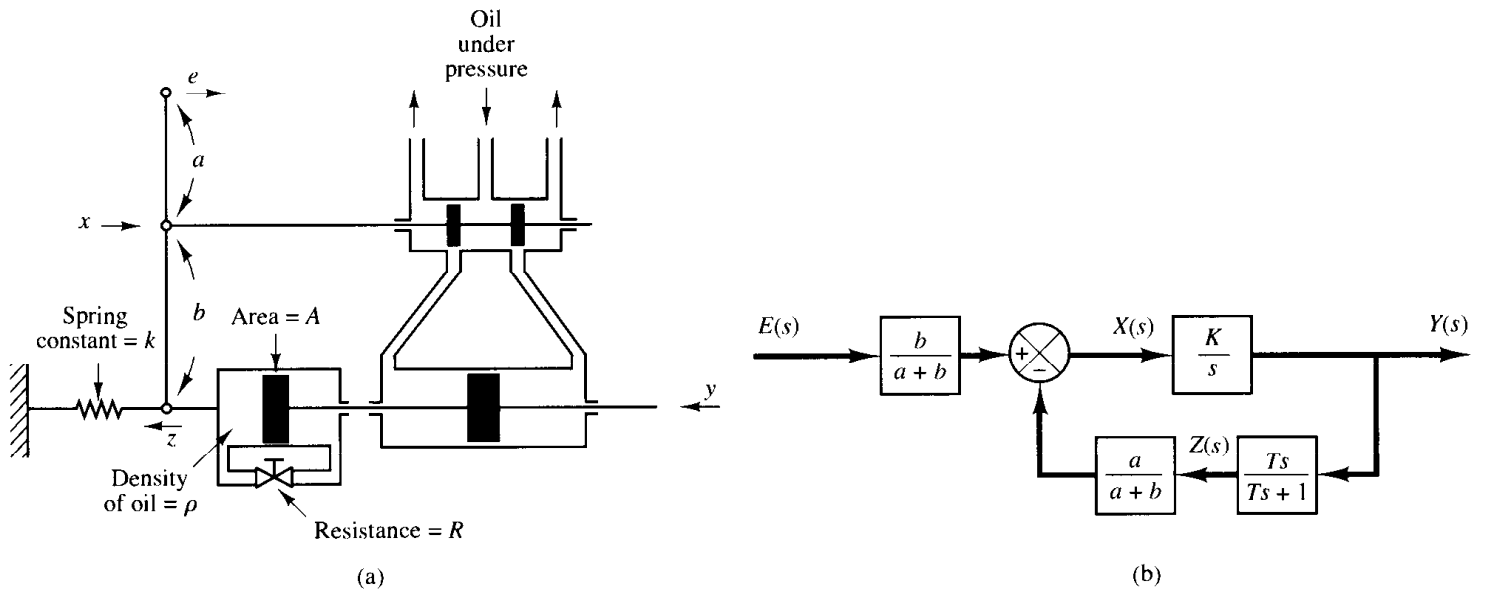 Oil
under
pressure
e
a
x
b
Spring
constant = k
Area = A
y
z
Density
of oil = ρ
Resistance = R
(a)
E(s)
b
a + b
+
−
X(s)
K
s
Y(s)
a
a + b
Z(s)
Ts
Ts + 1
(b)